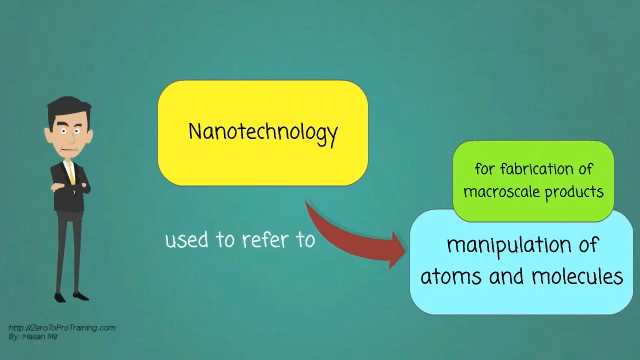 Nanotechnology
for fabrication of
macroscale products
used to refer to
manipulation of
atoms and molecules
http://ZeroToProTraining.com
By: Hasan Mir